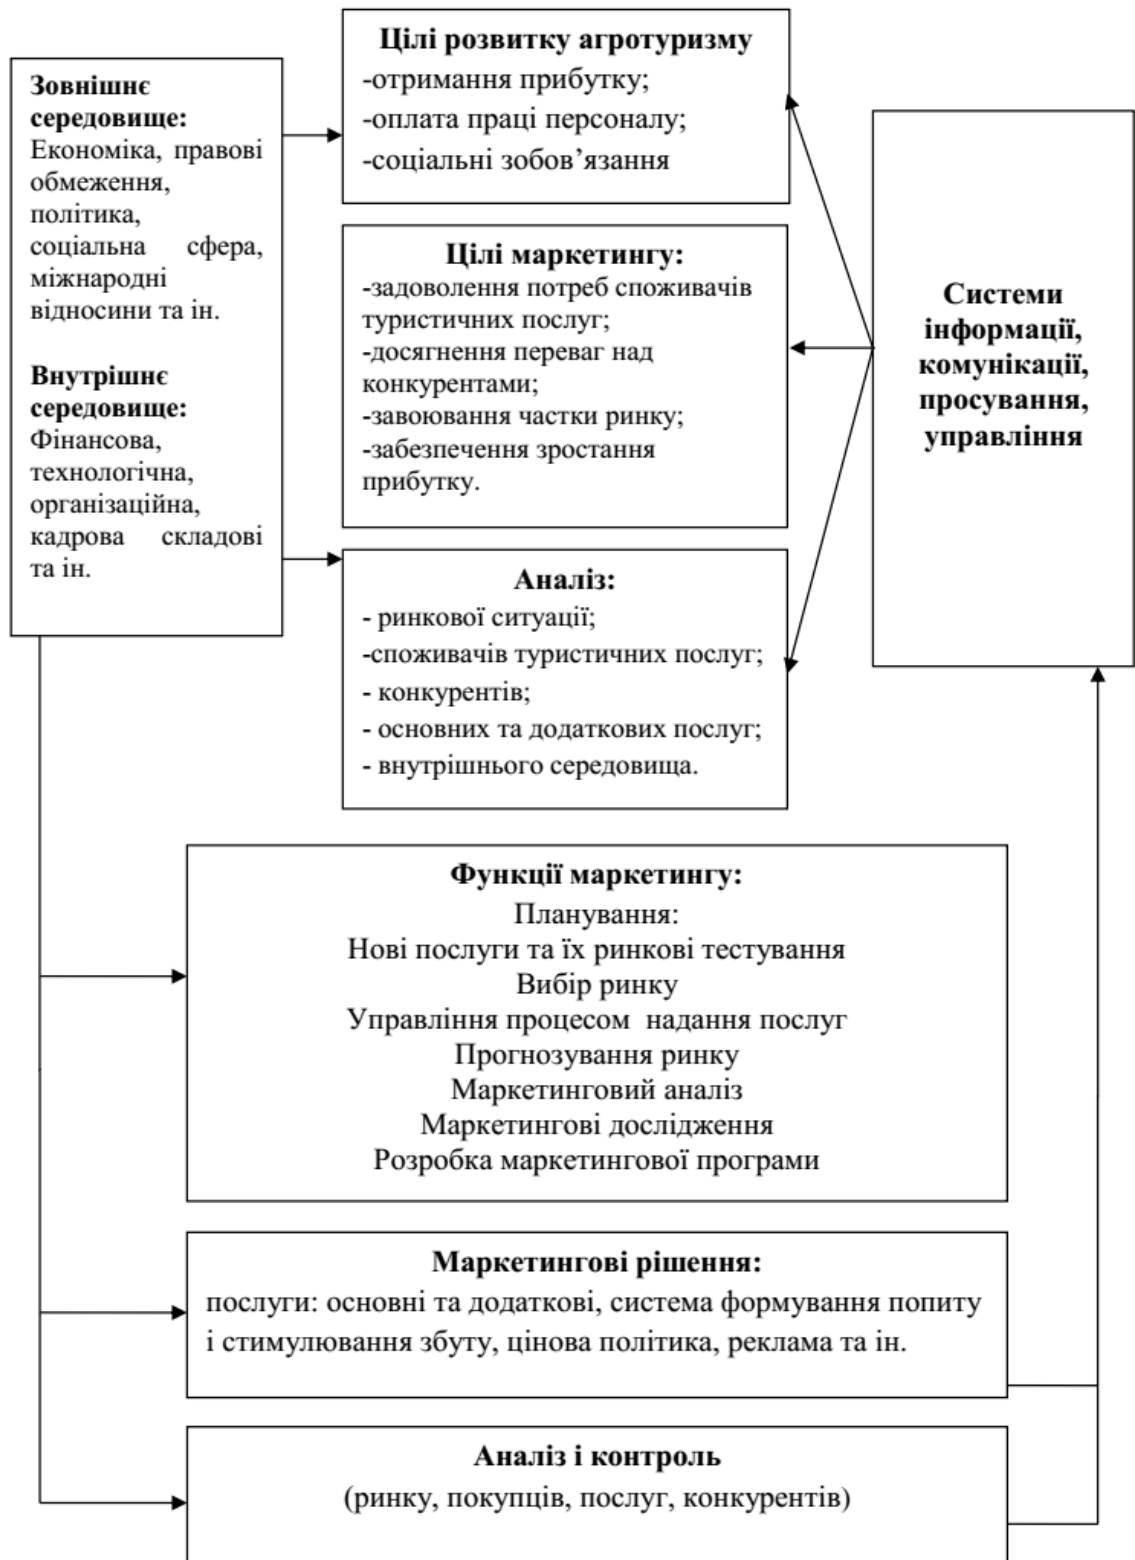 Зовнішнє
середовище:
Економіка, правові
обмеження,
політика,
соціальна сфера,
міжнародні
відносини та ін.
Внутрішнє
середовище:
Фінансова,
технологічна,
організаційна,
кадрова складові
та ін.
Цілі розвитку агротуризму
-отримання прибутку;
-оплата праці персоналу;
-соціальні зобов’язання
Цілі маркетингу:
-задоволення потреб споживачів
туристичних послуг;
-досягнення переваг над
конкурентами;
-завоювання частки ринку;
-забезпечення зростання
прибутку.
Аналіз:
- ринкової ситуації;
-споживачів туристичних послуг;
- конкурентів;
- основних та додаткових послуг;
- внутрішнього середовища.
Системи
інформації,
комунікації,
просування,
управління
Функції маркетингу:
Планування:
Нові послуги та їх ринкові тестування
Вибір ринку
Управління процесом надання послуг
Прогнозування ринку
Маркетинговий аналіз
Маркетингові дослідження
Розробка маркетингової програми
Маркетингові рішення:
послуги: основні та додаткові, система формування попиту
і стимулювання збуту, цінова політика, реклама та ін.
Аналіз і контроль
(ринку, покупців, послуг, конкурентів)